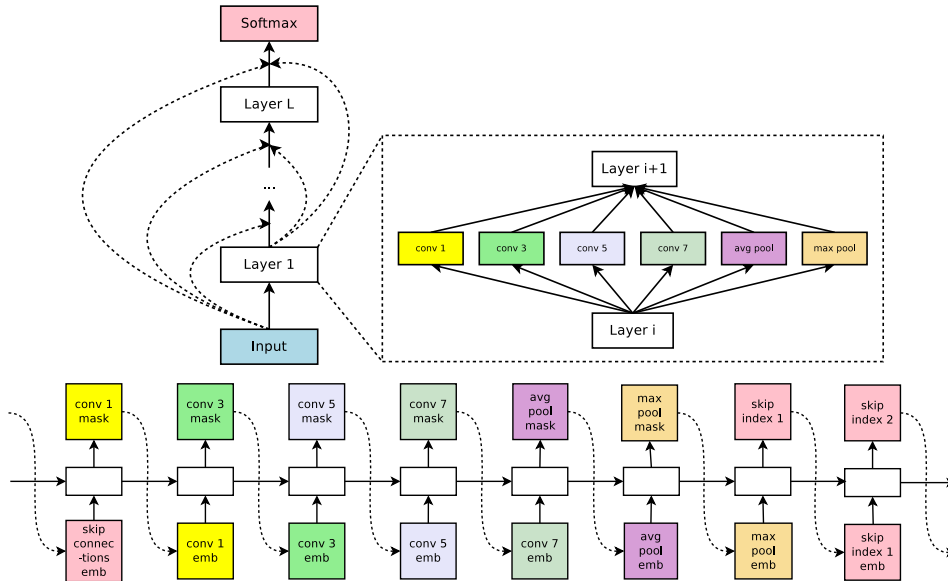 Softmax
Layer L
...
Layer 1
Input
Layer i+1
conv 1
conv 3
conv 5
conv 7
avg pool
max pool
Layer i
conv 1
mask
conv 3
mask
conv 5
mask
conv 7
mask
avg
pool
mask
max
pool
mask
skip
index 1
skip
index 2
skip
connec
-tions
emb
conv 1
emb
conv 3
emb
conv 5
emb
conv 7
emb
avg
pool
emb
max
pool
emb
skip
index 1
emb